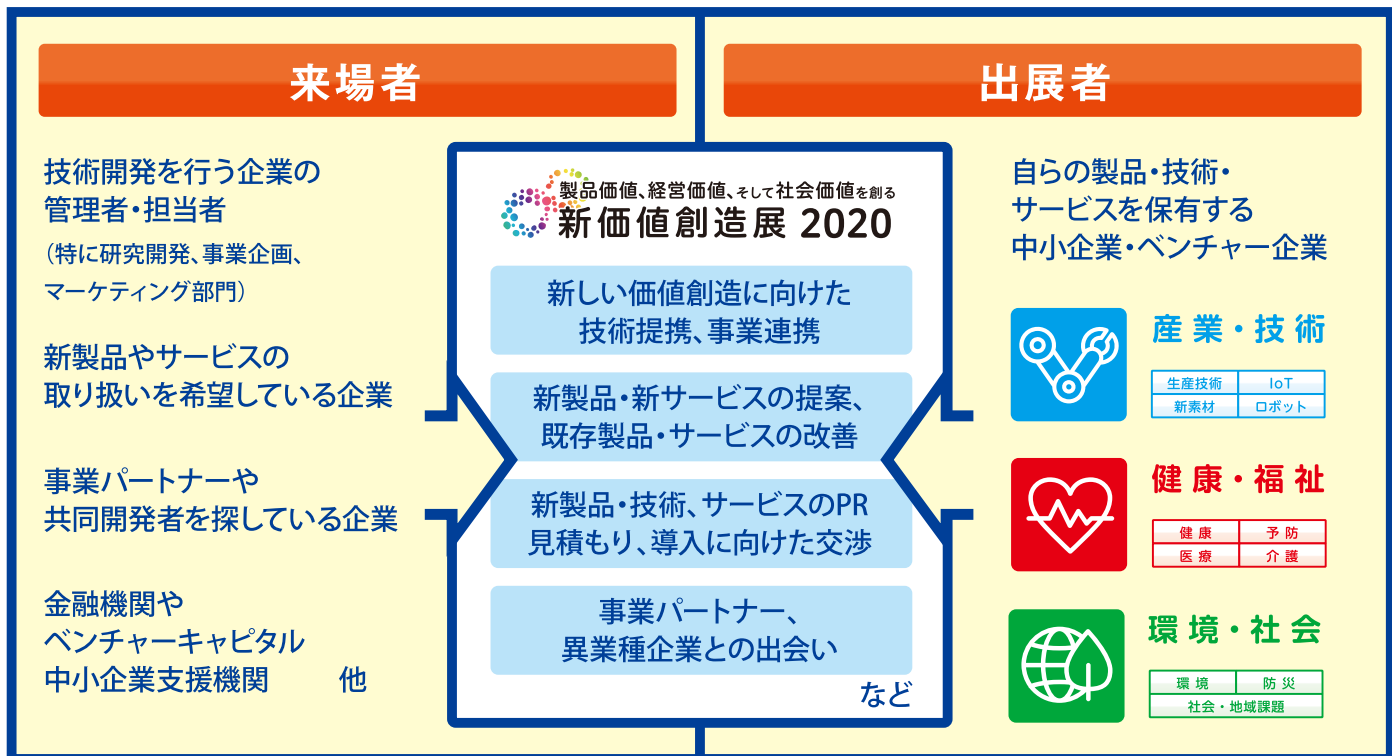 来場者
技術開発を行う企業の
管理者・担当者
（特に研究開発、事業企画、
マーケティング部門）
新製品やサービスの
取り扱いを希望している企業
事業パートナーや
共同開発者を探している企業
金融機関や
ベンチャーキャピタル
中小企業支援機関　他
製品価値、経営価値、そして社会価値を創る
新価値創造展 2020
新しい価値創造に向けた
技術提携、事業連携
新製品・新サービスの提案、
既存製品・サービスの改善
新製品・技術、サービスのPR
見積もり、導入に向けた交渉
事業パートナー、
異業種企業との出会い
など
出展者
自らの製品・技術・
サービスを保有する
中小企業・ベンチャー企業
産業・技術
生産技術 IoT
新素材 ロボット
健康・福祉
健康 予防
医療 介護
環境・社会
環境 防災
社会・地域課題